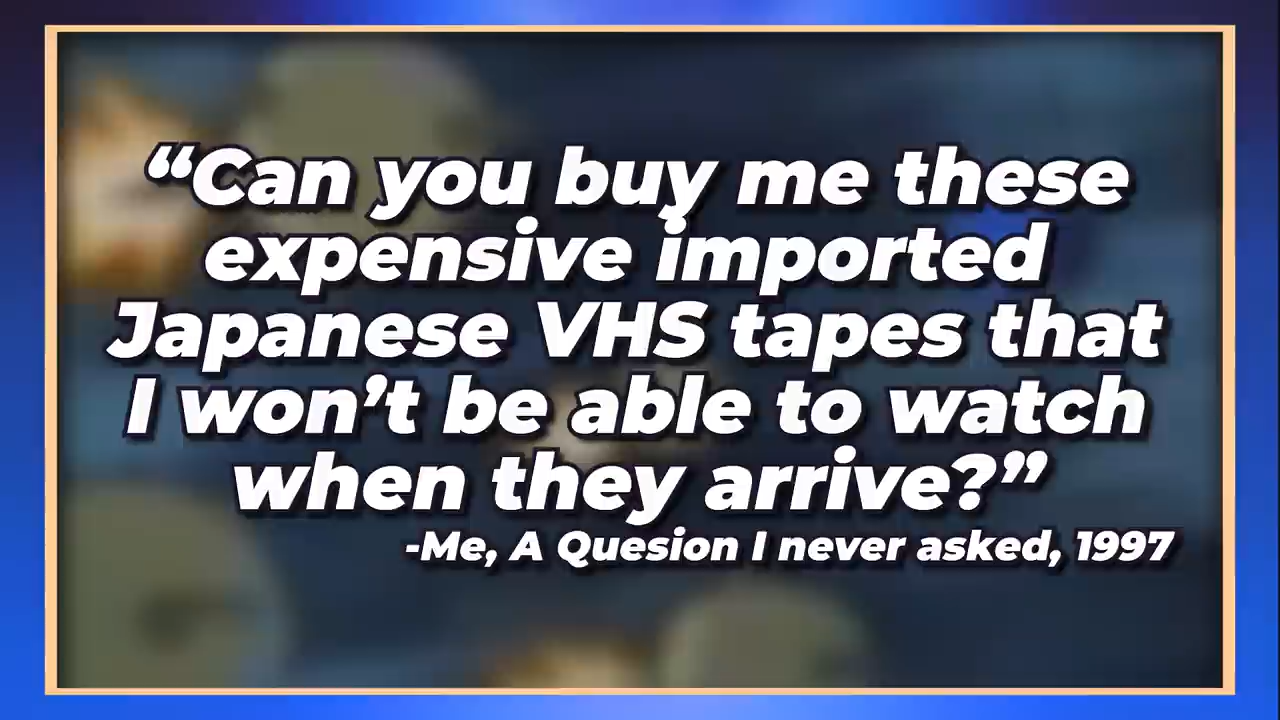 “Can you buy me these
expensive imported
Japanese VHS tapes that
I won’t be able to watch
when they arrive?”
-Me, A Quesion I never asked, 1997